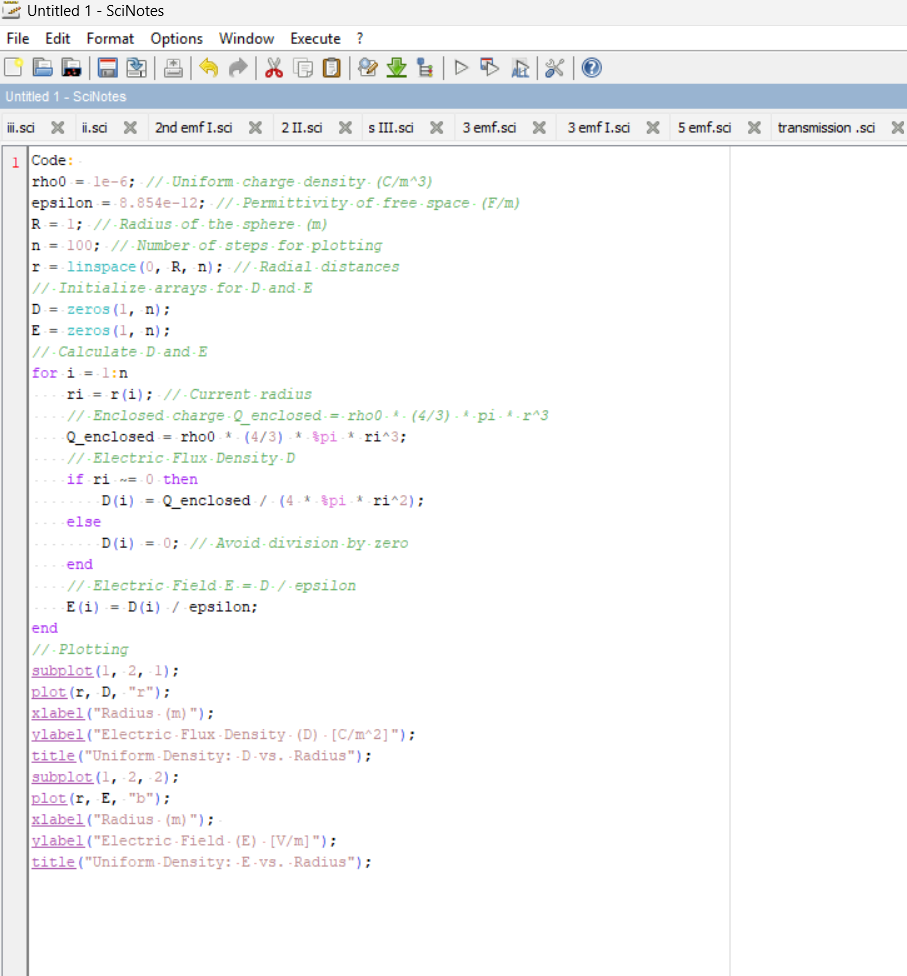 Untitled 1 - SciNotes
File Edit Format Options Window Execute ?
Untitled 1 - SciNotes
iii.sci ii.sci 2nd emf I.sci 2 II.sci s III.sci 3 emf.sci 3 emf I.sci 5 emf.sci transmission .sci
1
Code:
rho0 = 1e-6; // Uniform charge density (C/m^3)
epsilon = 8.854e-12; // Permittivity of free space (F/m)
R = 1; // Radius of the sphere (m)
n = 100; // Number of steps for plotting
r = linspace(0, R, n); // Radial distances
// Initialize arrays for D and E
D = zeros(1, n);
E = zeros(1, n);
// Calculate D and E
for i = 1:n
    ri = r(i); // Current radius
    // Enclosed charge Q_enclosed = rho0 * (4/3) * pi * r^3
    Q_enclosed = rho0 * (4/3) * %pi * ri^3;
    // Electric Flux Density D
    if ri ~= 0 then
        D(i) = Q_enclosed / (4 * %pi * ri^2);
    else
        D(i) = 0; // Avoid division by zero
    end
    // Electric Field E = D / epsilon
    E(i) = D(i) / epsilon;
end
// Plotting
subplot(1, 2, 1);
plot(r, D, "r");
xlabel("Radius (m)");
ylabel("Electric Flux Density (D) [C/m^2]");
title("Uniform Density: D vs. Radius");
subplot(1, 2, 2);
plot(r, E, "b");
xlabel("Radius (m)");
ylabel("Electric Field (E) [V/m]");
title("Uniform Density: E vs. Radius");